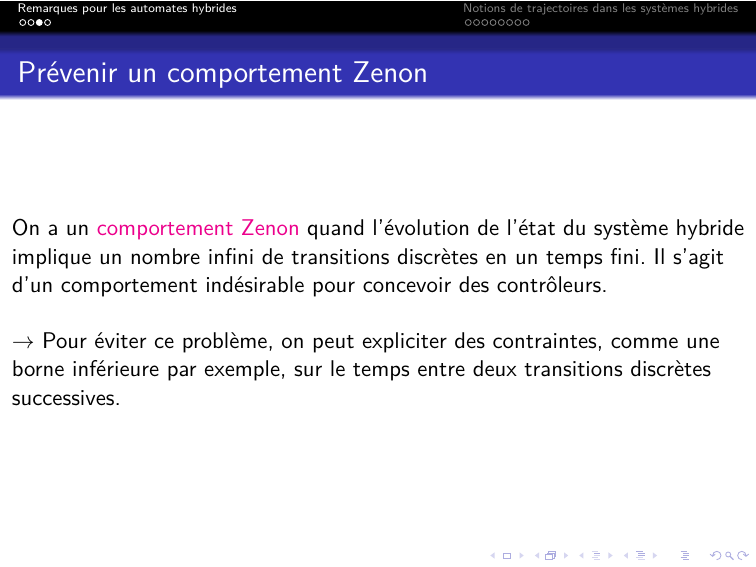 Remarques pour les automates hybrides
Notions de trajectoires dans les systèmes hybrides
Prévenir un comportement Zenon
On a un comportement Zenon quand l'évolution de l'état du système hybride
implique un nombre infini de transitions discrètes en un temps fini. Il s'agit
d'un comportement indésirable pour concevoir des contrôleurs.
→ Pour éviter ce problème, on peut expliciter des contraintes, comme une
borne inférieure par exemple, sur le temps entre deux transitions discrètes
successives.